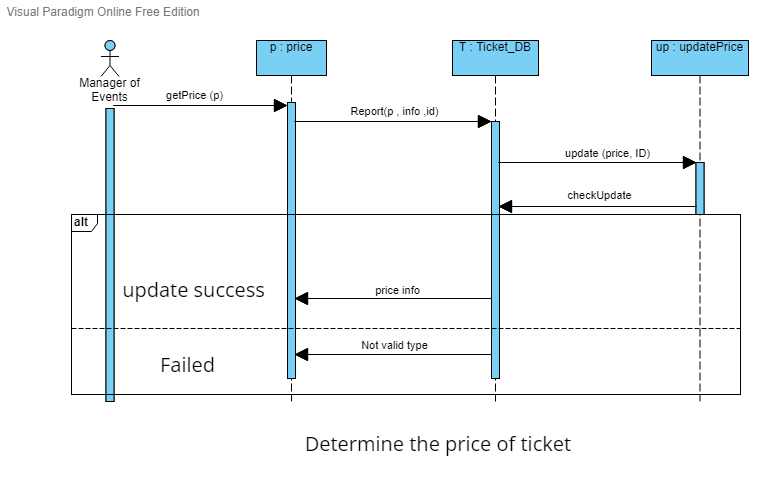 Visual Paradigm Online Free Edition
p : price
T : Ticket_DB
up : updatePrice
Manager of
Events
getPrice (p)
Report(p , info ,id)
update (price, ID)
checkUpdate
alt
update success
price info
Not valid type
Failed
Determine the price of ticket